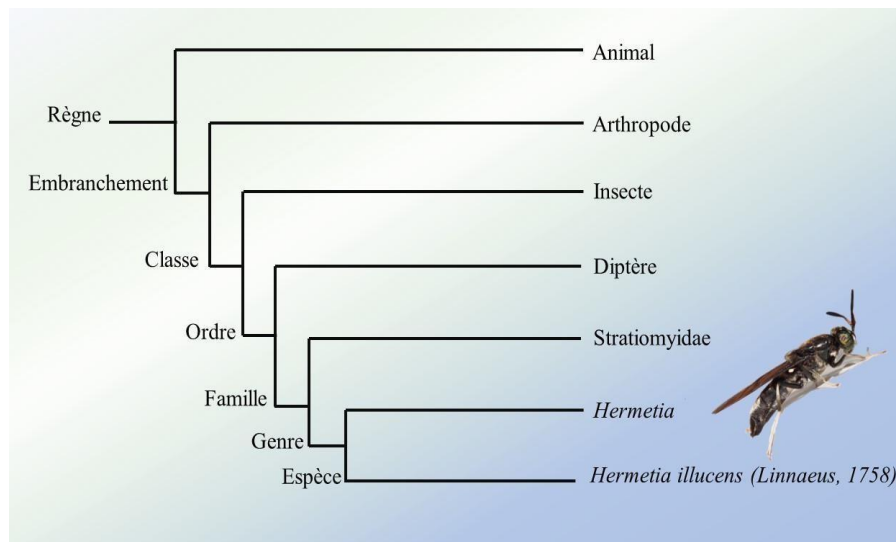 Animal
Règne
Arthropode
Embranchement
Insecte
Classe
Diptère
Ordre
Stratiomyidae
Famille
Hermetia
Genre
Espèce
Hermetia illucens (Linnaeus, 1758)